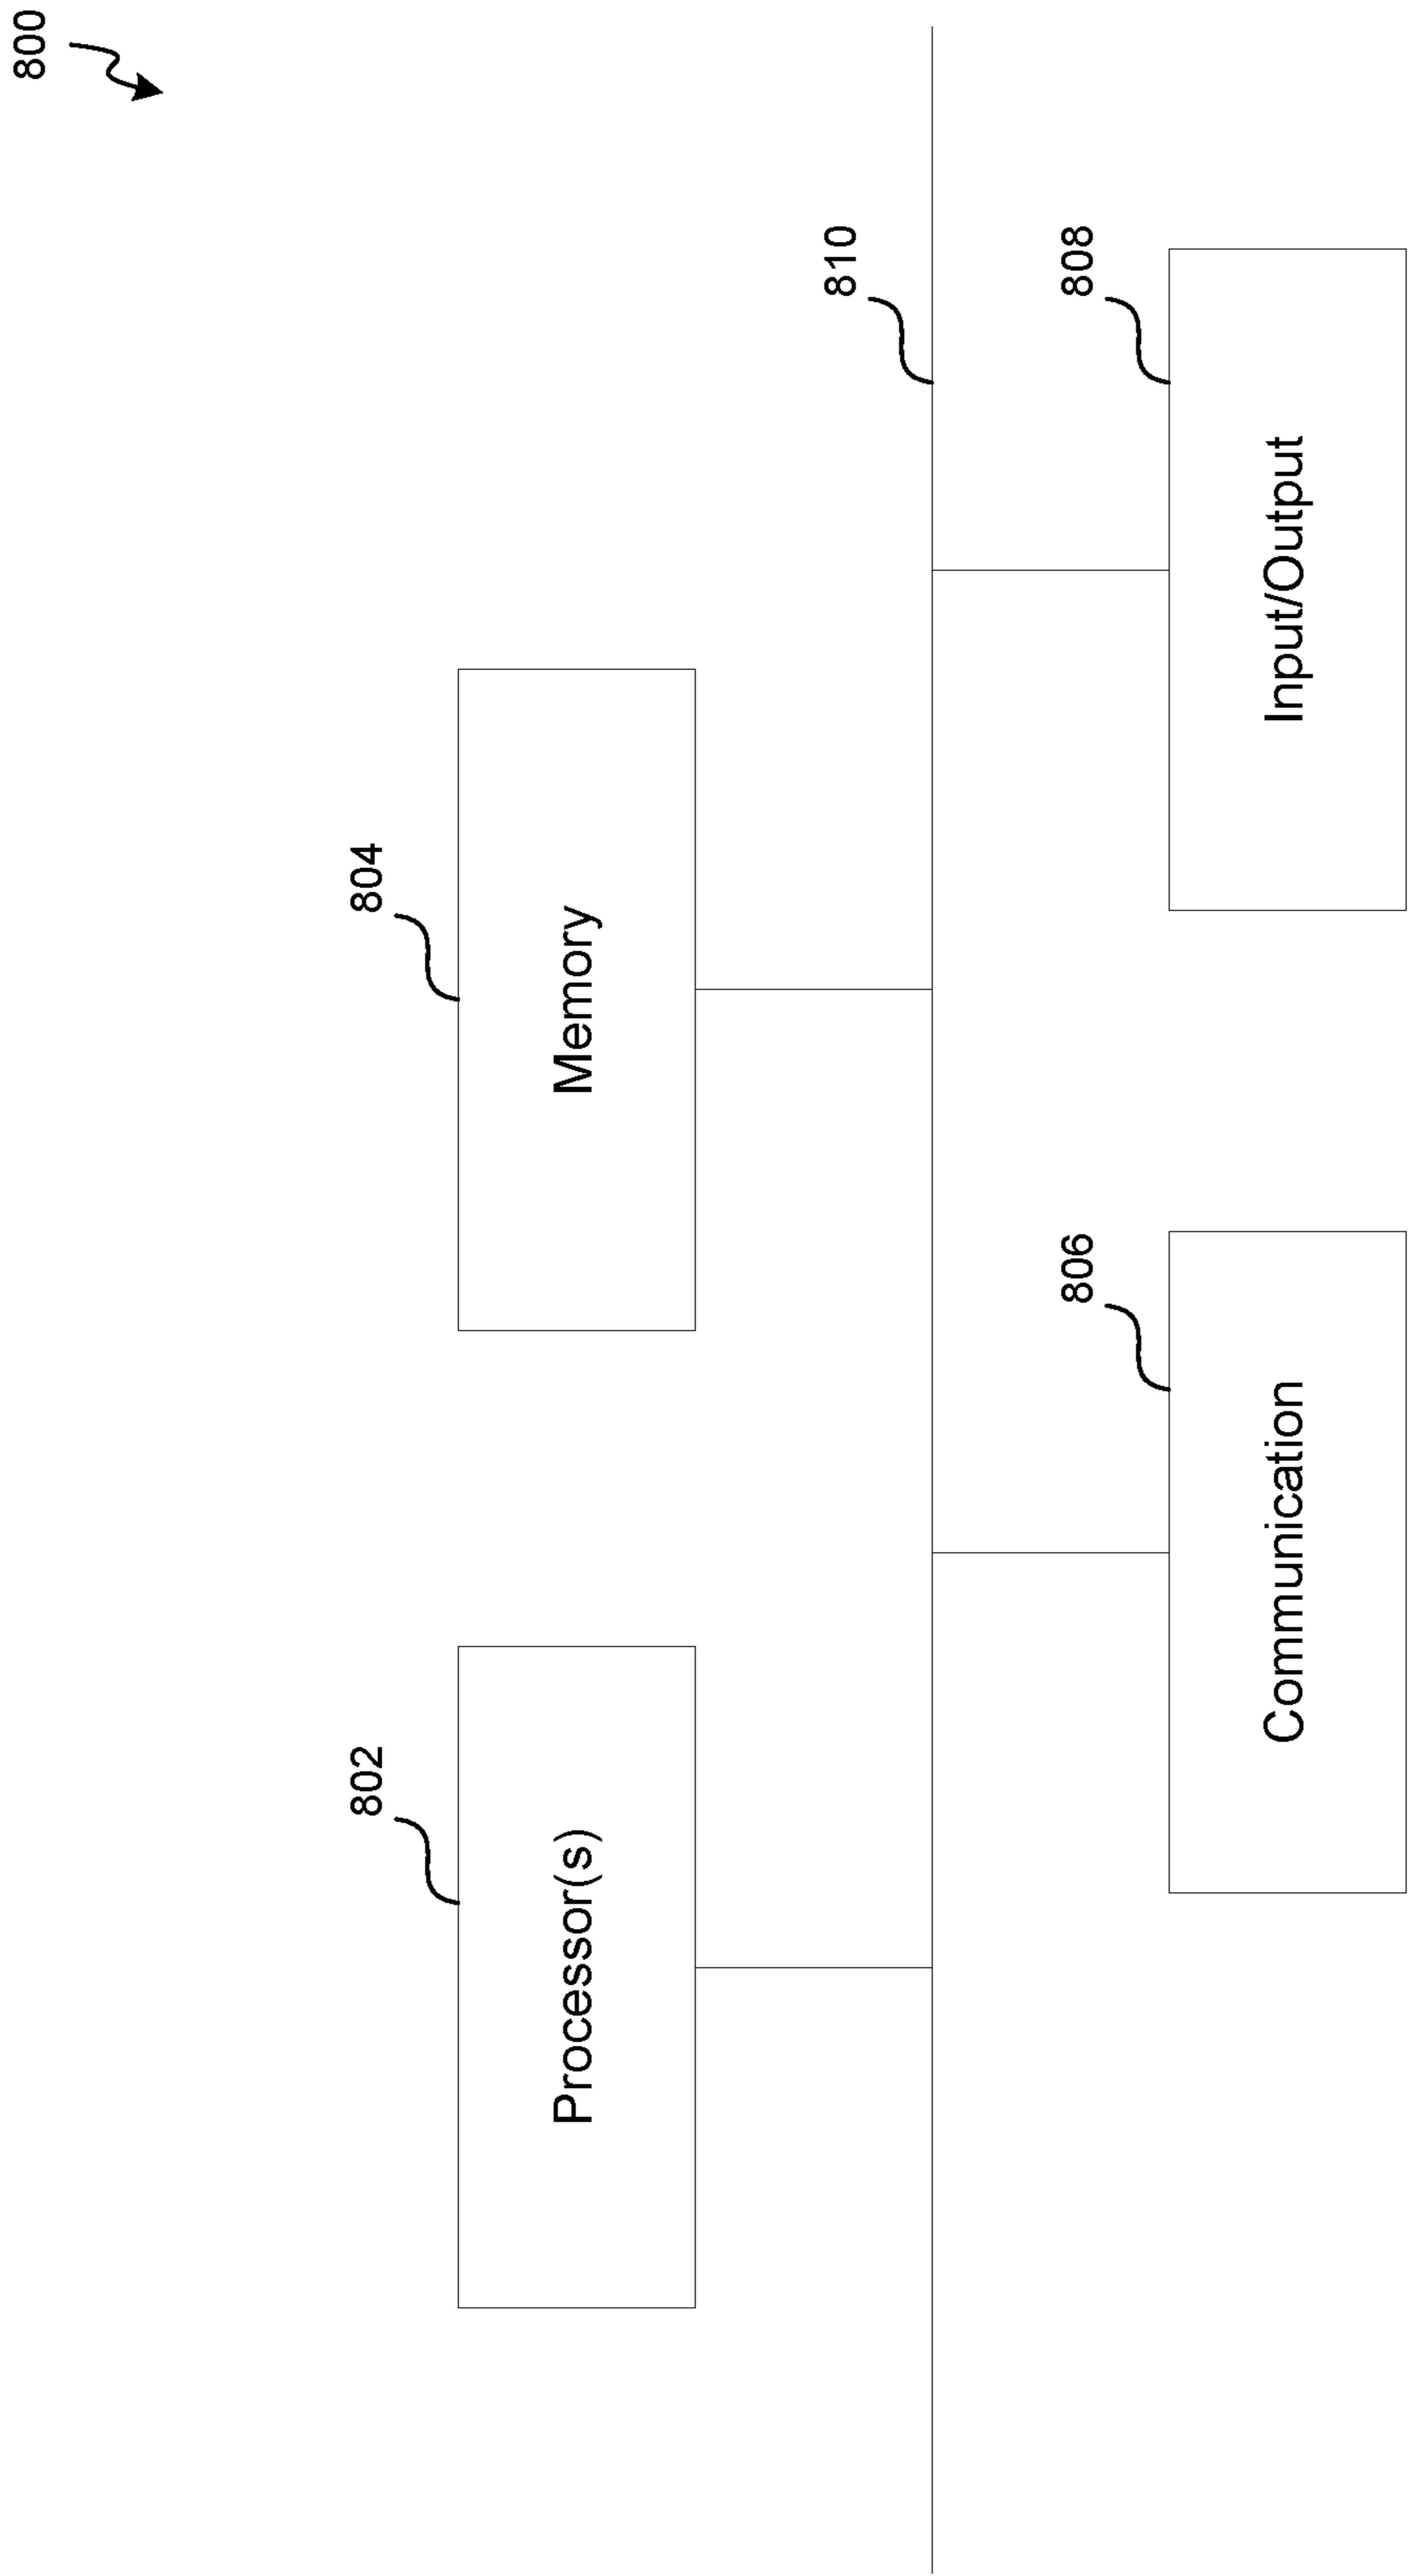 800
802
Processor(s)
804
Memory
810
806
Communication
808
Input/Output